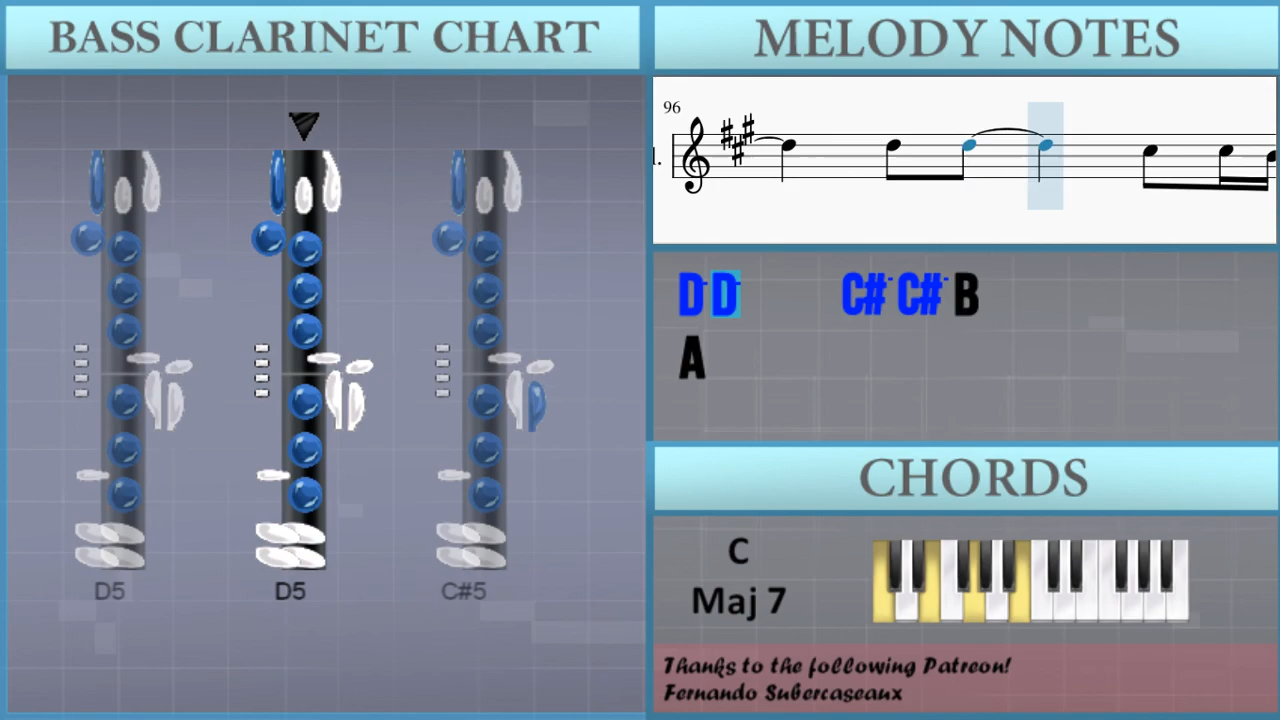 BASS CLARINET CHART
D5
D5
C#5
MELODY NOTES
96
l.
D D C# C# B
A
CHORDS
C
Maj 7
Thanks to the following Patreon!
Fernando Subercaseaux